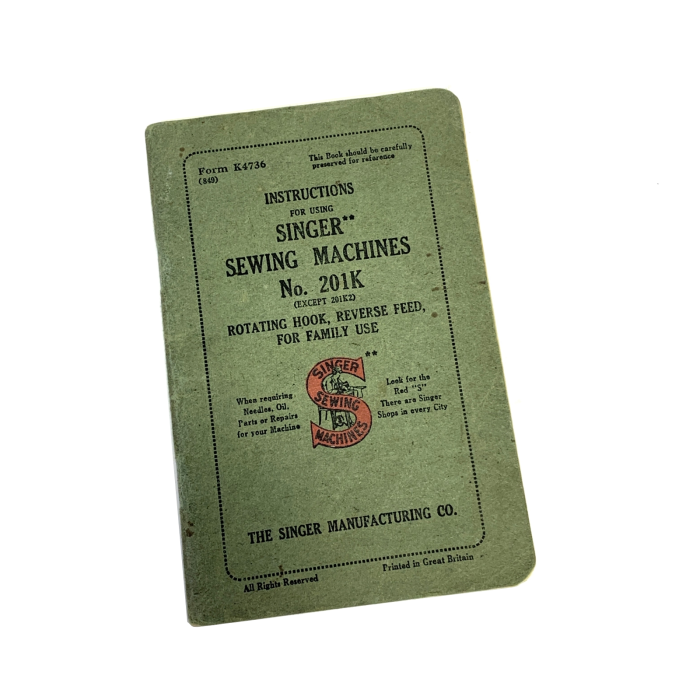 Form K4736
(849)
This Book should be carefully
preserved for reference
INSTRUCTIONS
FOR USING
SINGER**
SEWING MACHINES
No. 201K
(EXCEPT 201K2)
ROTATING HOOK, REVERSE FEED,
FOR FAMILY USE
**
SINGER
SEWING
MACHINES
When requiring
Needles, Oil,
Parts or Repairs
for your Machine
Look for the
Red "S"
There are Singer
Shops in every City
THE SINGER MANUFACTURING CO.
All Rights Reserved
Printed in Great Britain